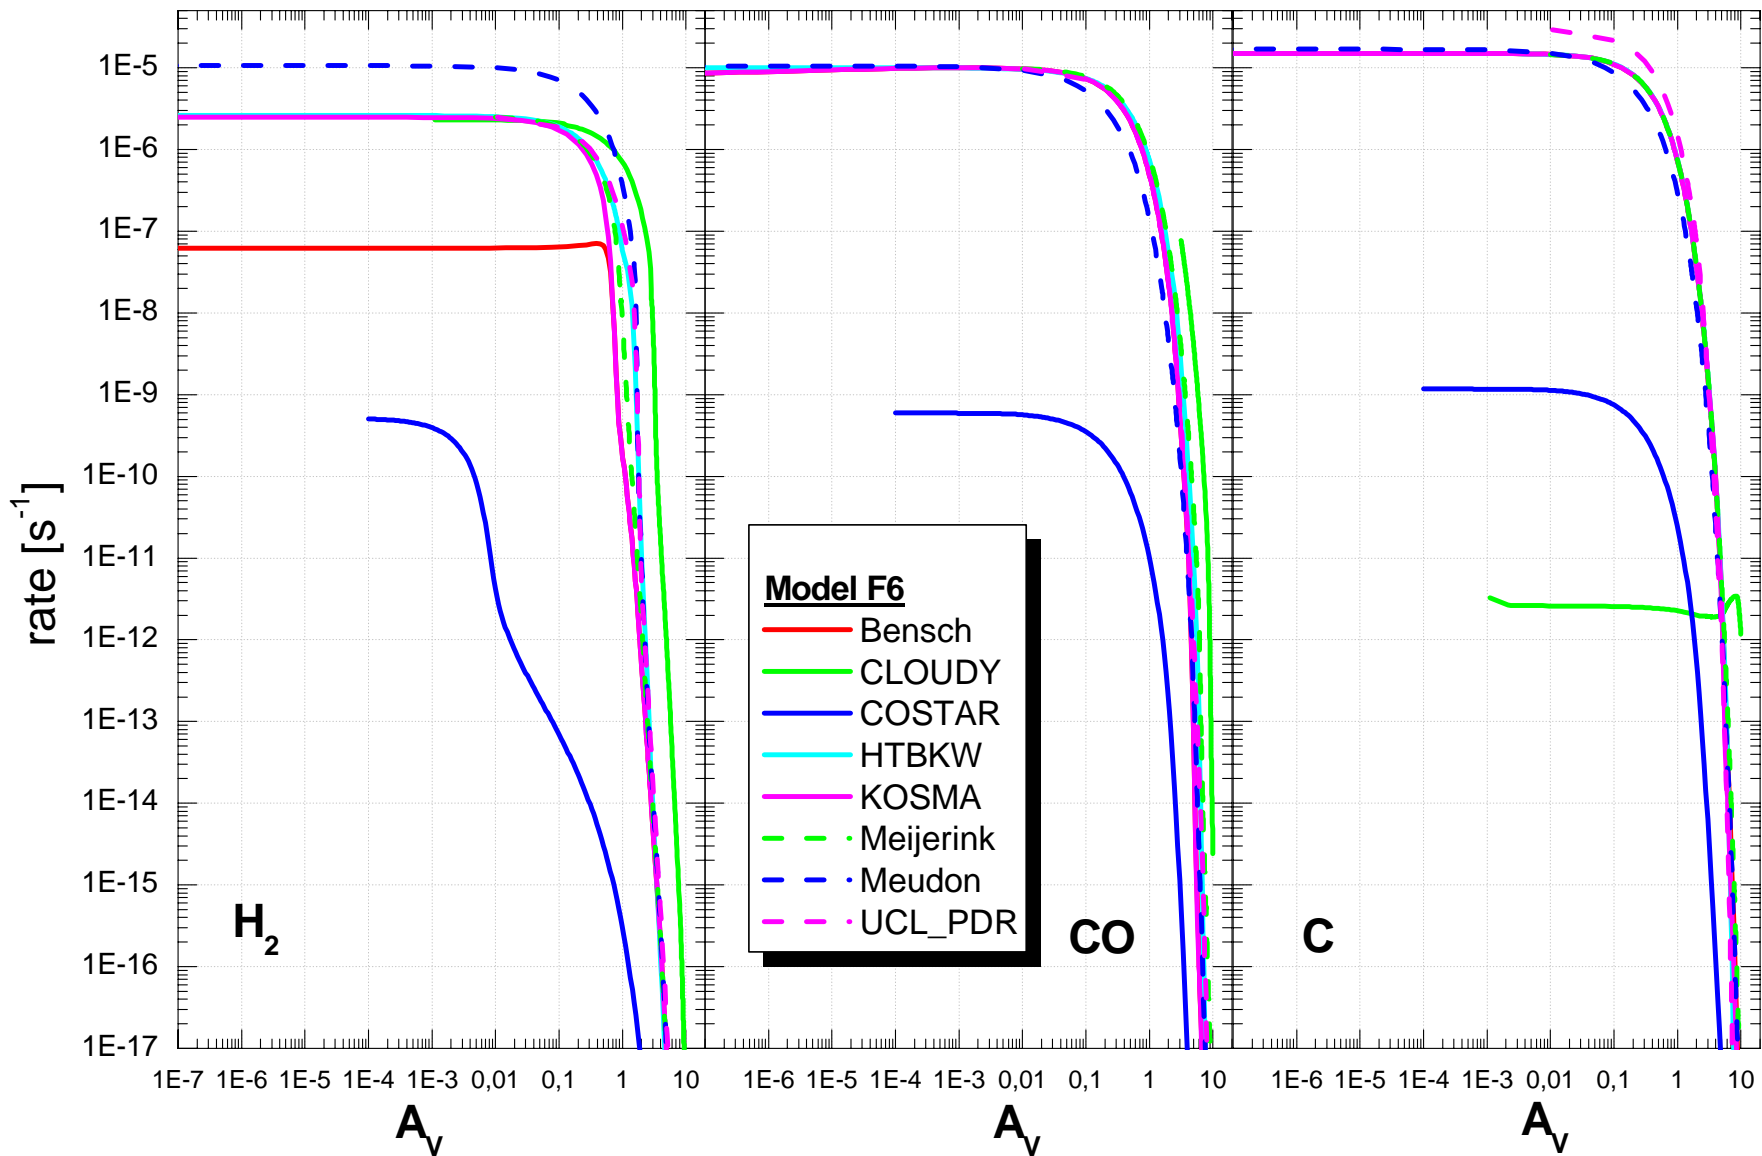 1E-5
1E-6
1E-7
1E-8
1E-9
1E-10
1E-11
1E-12
1E-13
1E-14
1E-15
1E-16
1E-17
rate [s⁻¹]
H₂
CO
C
Model F6
Bensch
CLOUDY
COSTAR
HTBKW
KOSMA
Meijerink
Meudon
UCL_PDR
1E-7 1E-6 1E-5 1E-4 1E-3 0,01 0,1 1 10
1E-6 1E-5 1E-4 1E-3 0,01 0,1 1 10
1E-6 1E-5 1E-4 1E-3 0,01 0,1 1 10
A_V
A_V
A_V